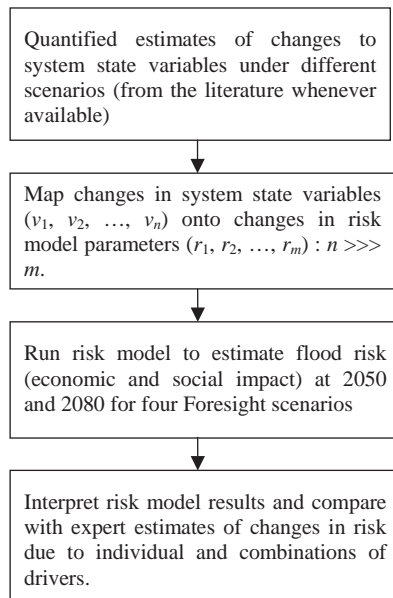 Quantified estimates of changes to
system state variables under different
scenarios (from the literature whenever
available)
Map changes in system state variables
(v₁, v₂, …, vₙ) onto changes in risk
model parameters (r₁, r₂, …, rₘ) : n >>>
m.
Run risk model to estimate flood risk
(economic and social impact) at 2050
and 2080 for four Foresight scenarios
Interpret risk model results and compare
with expert estimates of changes in risk
due to individual and combinations of
drivers.